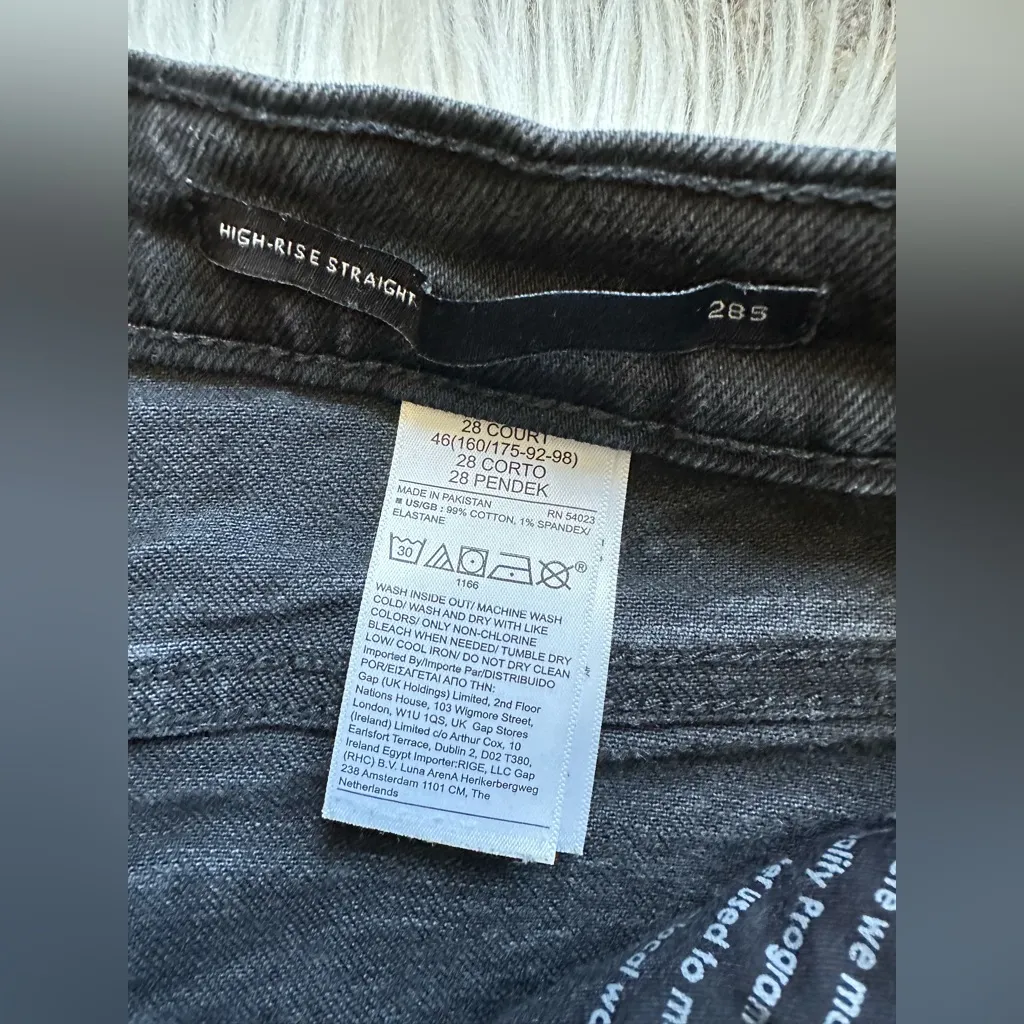 HIGH-RISE STRAIGHT
28S
28 COURT
46(160/175-92-98)
28 CORTO
28 PENDEK
MADE IN PAKISTAN RN 54023
■ US/GB : 99% COTTON, 1% SPANDEX/
ELASTANE
30
®
1166
WASH INSIDE OUT/ MACHINE WASH
COLD/ WASH AND DRY WITH LIKE
COLORS/ ONLY NON-CHLORINE
BLEACH WHEN NEEDED/ TUMBLE DRY
LOW/ COOL IRON/ DO NOT DRY CLEAN
Imported By/Importe Par/DISTRIBUIDO
POR/ΕΙΣΑΓΕΤΑΙ ΑΠΟ ΤΗΝ:
Gap (UK Holdings) Limited, 2nd Floor
Nations House, 103 Wigmore Street,
London, W1U 1QS, UK Gap Stores
(Ireland) Limited c/o Arthur Cox, 10
Earlsfort Terrace, Dublin 2, D02 T380,
Ireland Egypt Importer:RIGE, LLC Gap
(RHC) B.V. Luna ArenA Herikerbergweg
238 Amsterdam 1101 CM, The
Netherlands
we
Program
used to